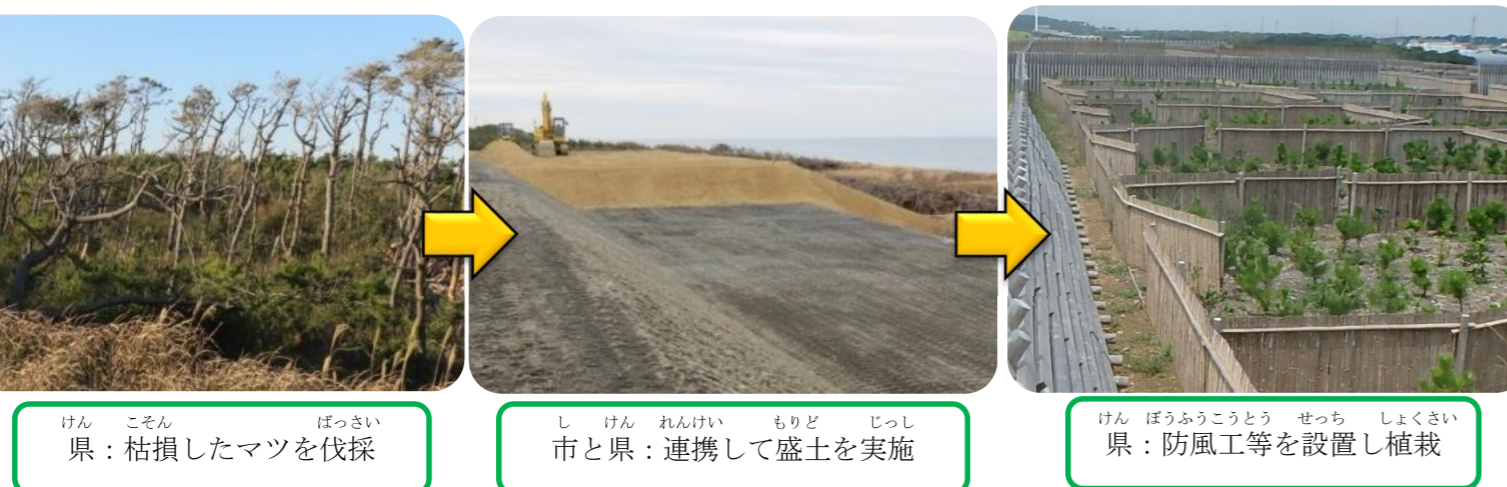 けん こそん ばっさい
県：枯損したマツを伐採
し けん れんけい もりど じっし
市と県：連携して盛土を実施
けん ぼうふうこうとう せっち しょくさい
県：防風工等を設置し植栽